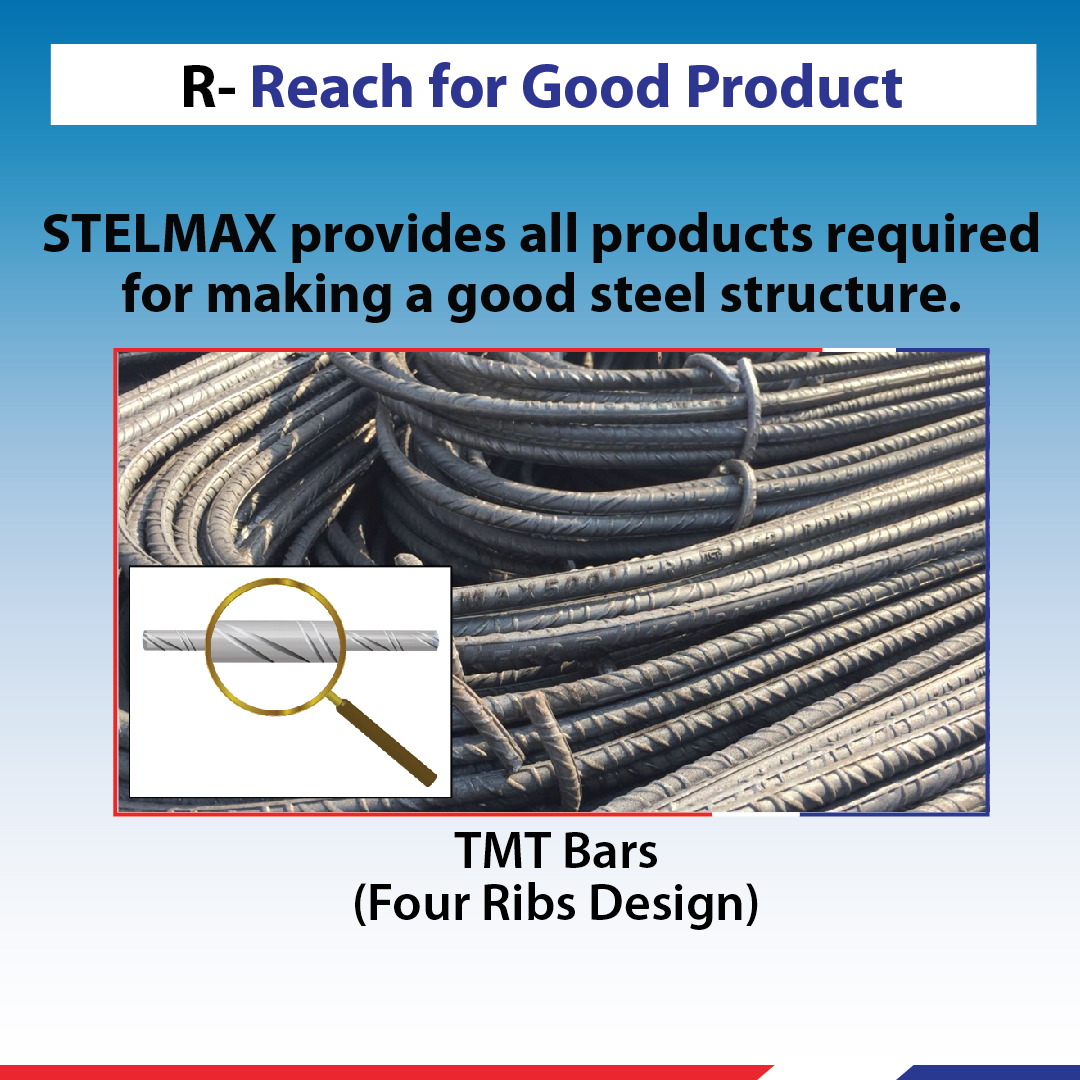 R- Reach for Good Product
STELMAX provides all products required
for making a good steel structure.
TMT Bars
(Four Ribs Design)